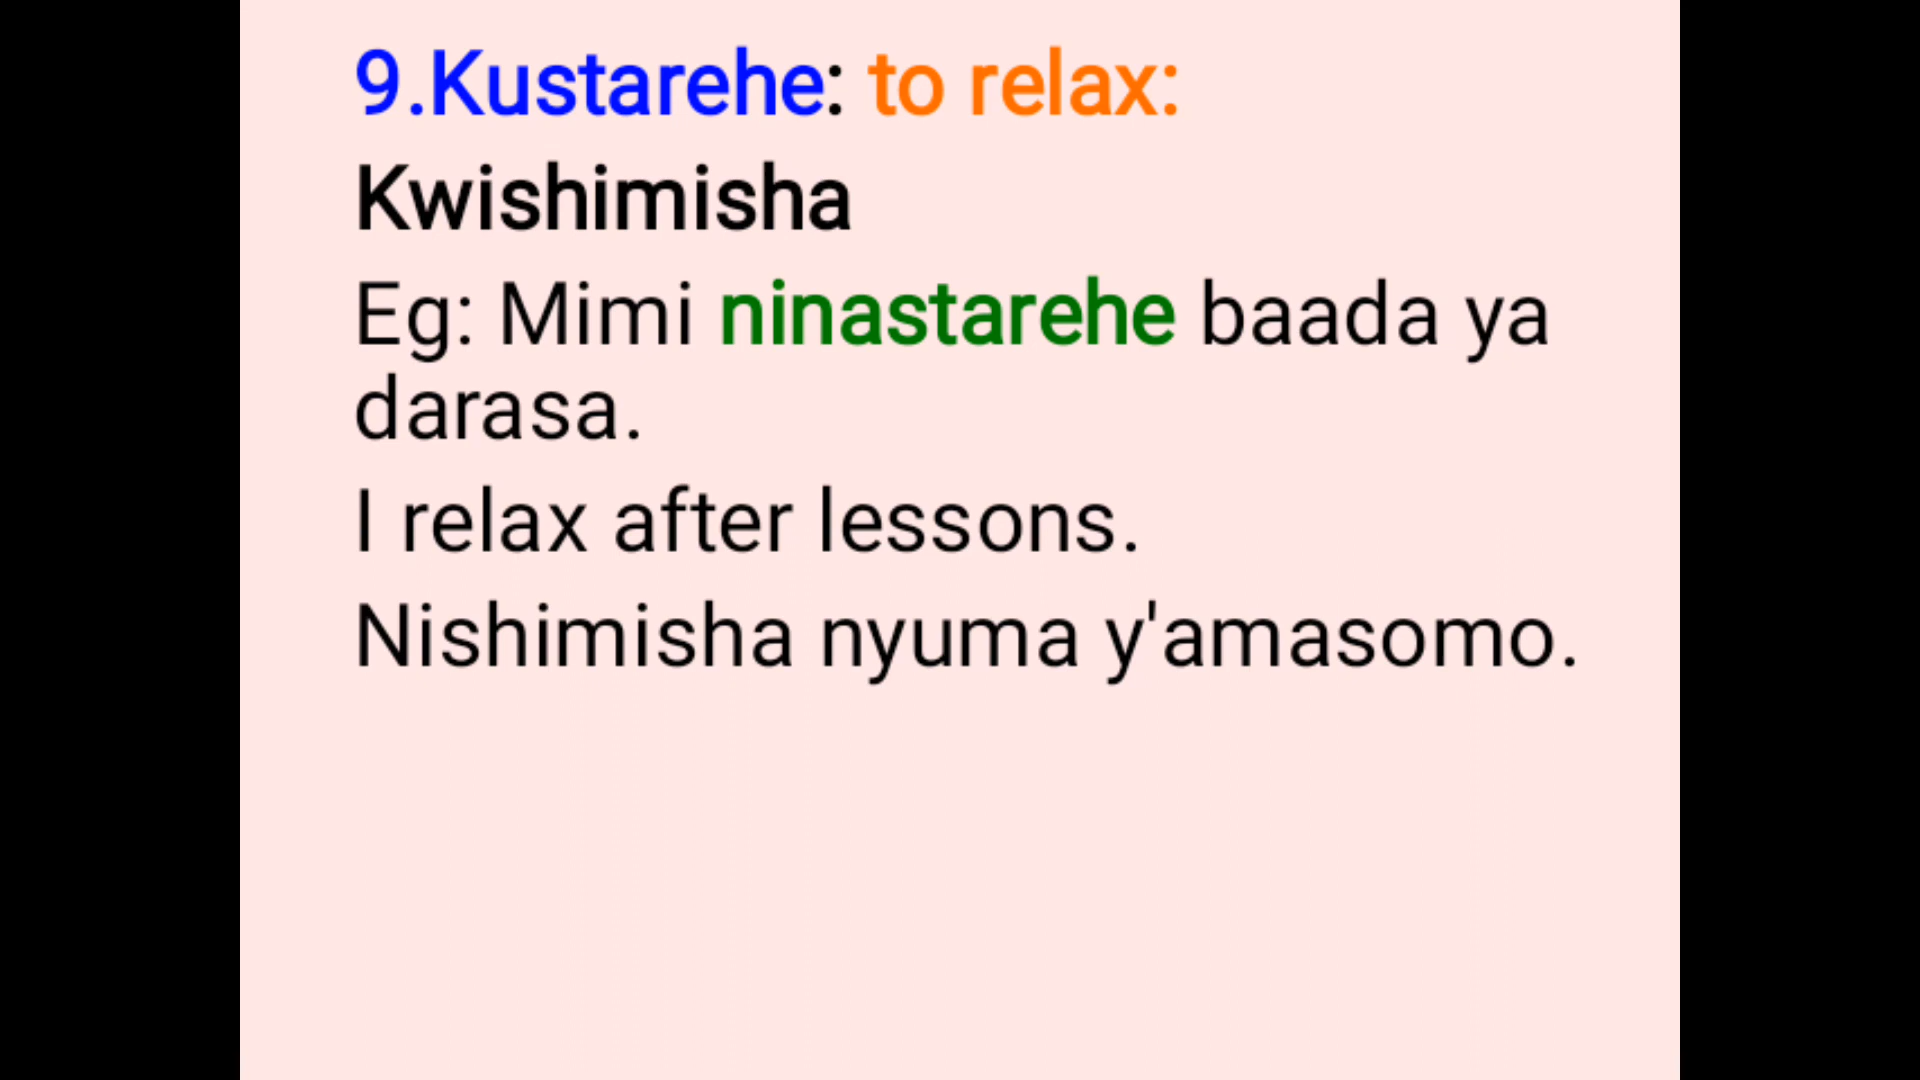 9.Kustarehe: to relax:
Kwishimisha
Eg: Mimi ninastarehe baada ya
darasa.
I relax after lessons.
Nishimisha nyuma y'amasomo.